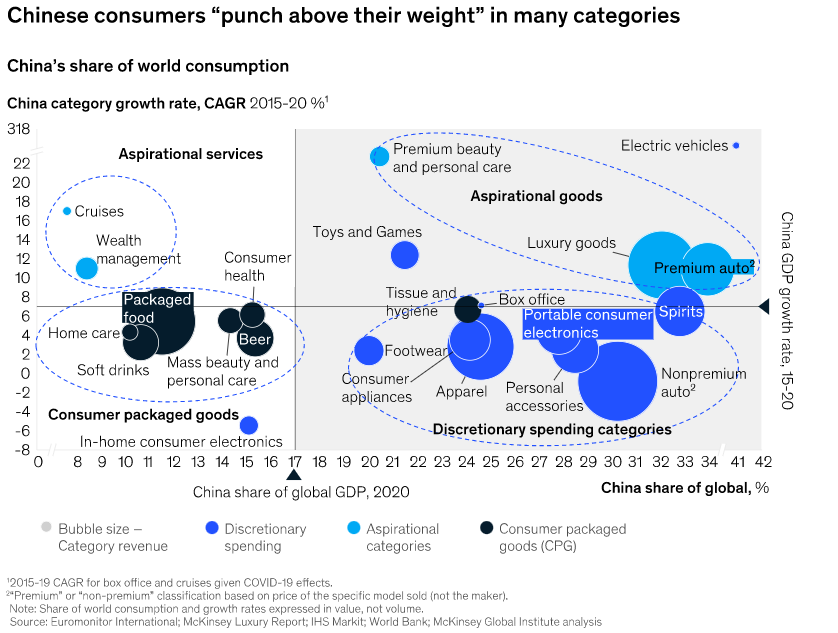 Chinese consumers “punch above their weight” in many categories
China’s share of world consumption
China category growth rate, CAGR 2015-20 %¹
318
22
20
18
16
14
12
10
8
6
4
2
0
-2
-4
-6
-8
Aspirational services
Cruises
Wealth
management
Premium beauty
and personal care
Electric vehicles
Aspirational goods
Toys and Games
Luxury goods
Premium auto²
Consumer
health
Packaged
food
Home care
Soft drinks
Beer
Mass beauty and
personal care
Consumer packaged goods
In-home consumer electronics
Tissue and
hygiene
Box office
Portable consumer
electronics
Spirits
Footwear
Consumer
appliances
Apparel
Personal
accessories
Nonpremium
auto²
Discretionary spending categories
China GDP growth rate, 15-20
0 8 9 10 11 12 13 14 15 16 17 18 19 20 21 22 23 24 25 26 27 28 29 30 31 32 33 34 41 42
China share of global GDP, 2020
China share of global, %
Bubble size –
Category revenue
Discretionary
spending
Aspirational
categories
Consumer packaged
goods (CPG)
¹2015-19 CAGR for box office and cruises given COVID-19 effects.
²“Premium” or “non-premium” classification based on price of the specific model sold (not the maker).
Note: Share of world consumption and growth rates expressed in value, not volume.
Source: Euromonitor International; McKinsey Luxury Report; IHS Markit; World Bank; McKinsey Global Institute analysis